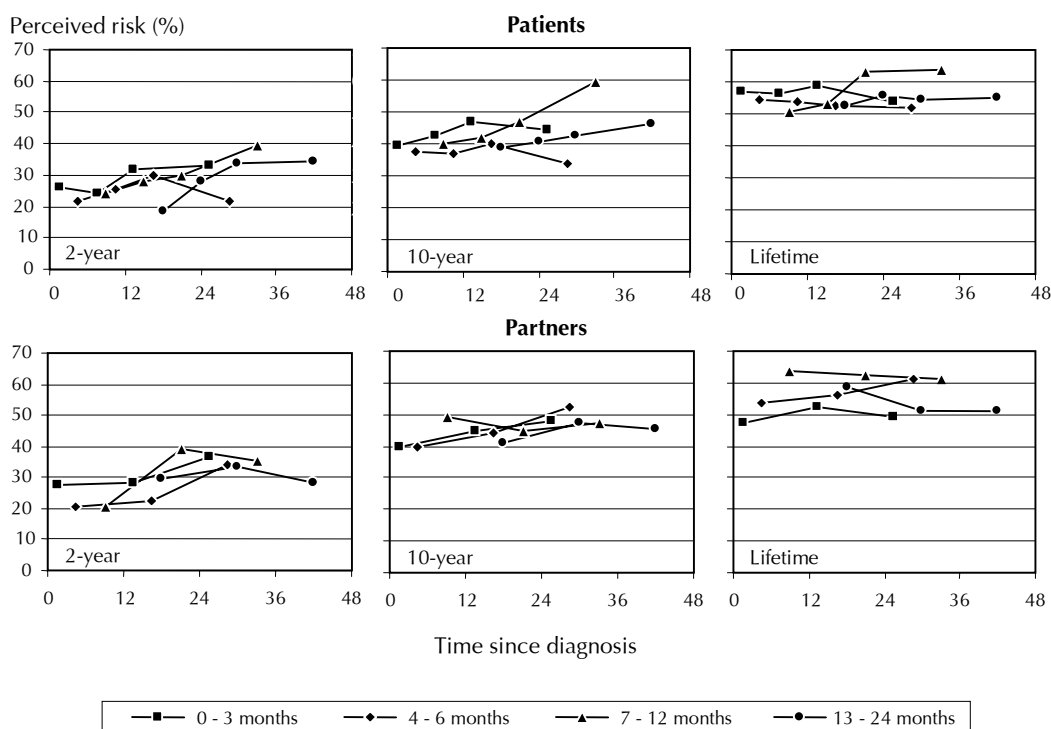 Perceived risk (%)
Patients
70
60
50
40
30
20
10
0
2-year
10-year
Lifetime
0 12 24 36 48
0 12 24 36 48
0 12 24 36 48
Partners
70
60
50
40
30
20
10
0
2-year
10-year
Lifetime
0 12 24 36 48
0 12 24 36 48
0 12 24 36 48
Time since diagnosis
0 - 3 months 4 - 6 months 7 - 12 months 13 - 24 months